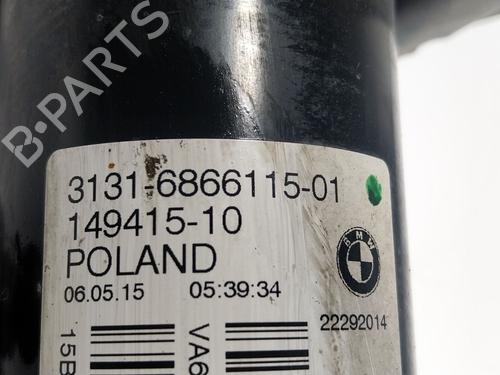 B-PARTS
3131-6866115-01
149415-10
POLAND
BMW
06.05.15 05:39:34
22292014
15B
VA6